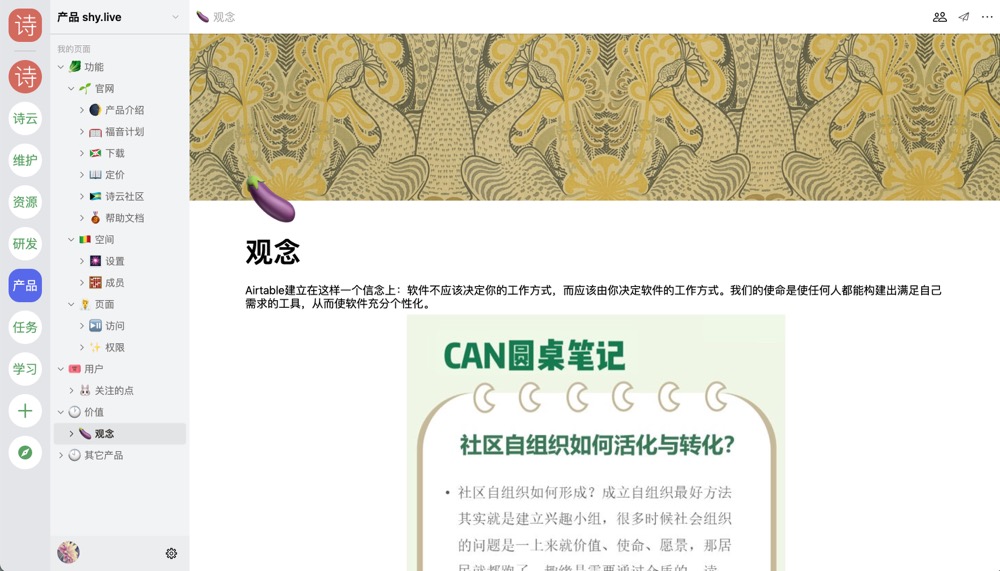 诗
产品 shy.live
观念
诗
诗云
维护
资源
研发
产品
任务
学习
我的页面
功能
官网
产品介绍
福音计划
下载
定价
诗云社区
帮助文档
空间
设置
成员
页面
访问
权限
用户
关注的点
价值
观念
其它产品
观念
Airtable建立在这样一个信念上：软件不应该决定你的工作方式，而应该由你决定软件的工作方式。我们的使命是使任何人都能构建出满足自己
需求的工具，从而使软件充分个性化。
CAN圆桌笔记
社区自组织如何活化与转化？
• 社区自组织如何形成？成立自组织最好方法
其实就是建立兴趣小组，很多时候社会组织
的问题是一上来就价值、使命、愿景，那居
民就都跑了。趣缘是需要通过介质的，读